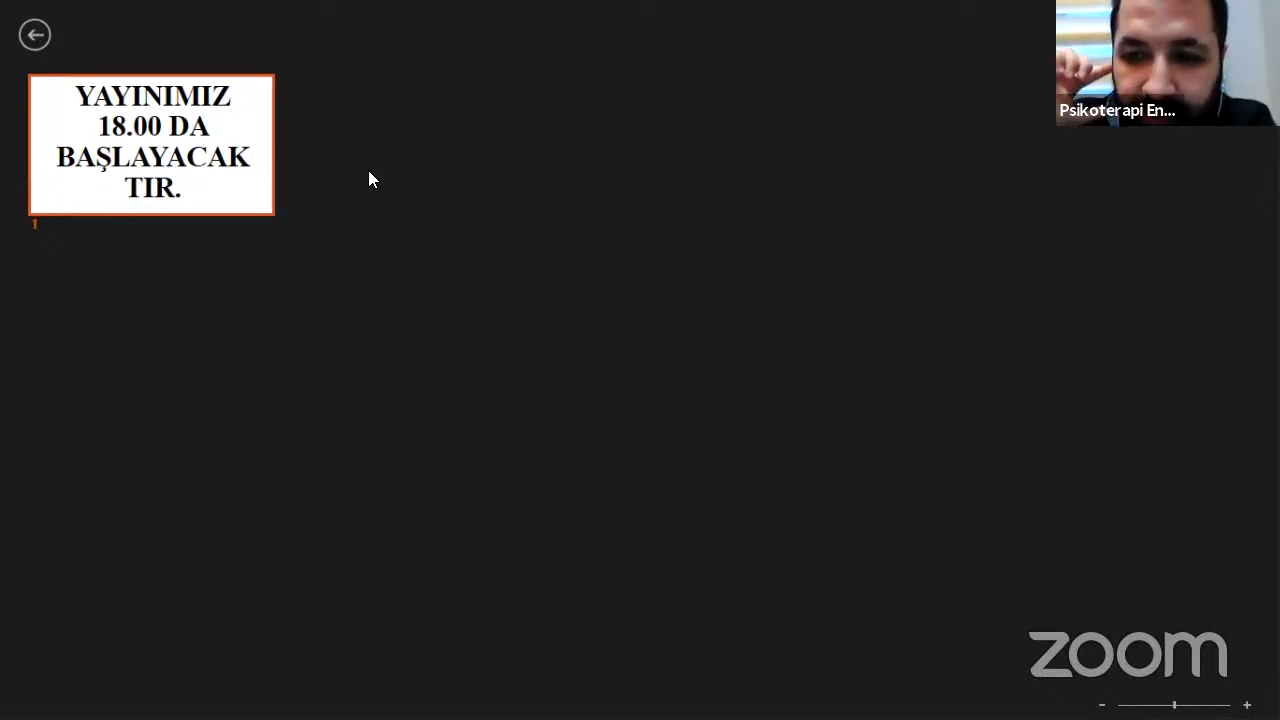 YAYINIMIZ
18.00 DA
BAŞLAYACAK
TIR.
1
Psikoterapi En...
zoom